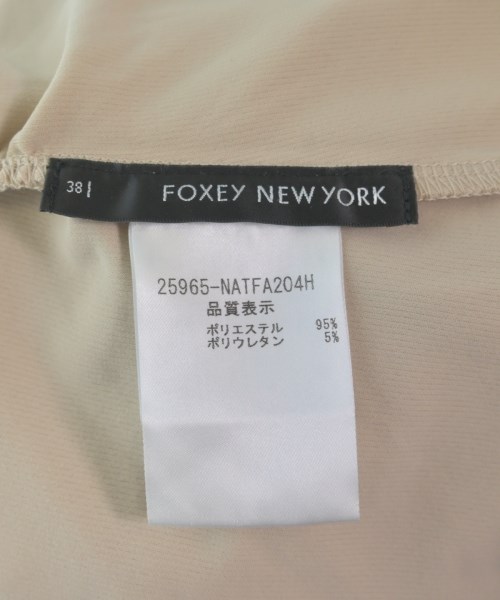 38
FOXEY NEW YORK
25965-NATFA204H
品質表示
ポリエステル 95%
ポリウレタン 5%